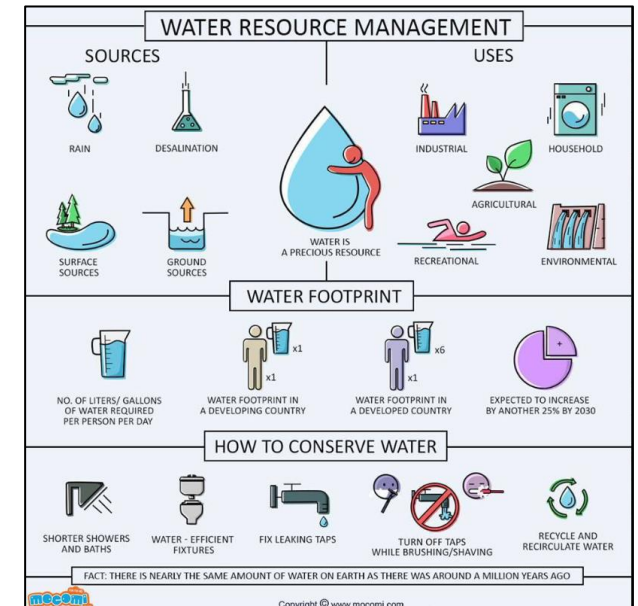 WATER RESOURCE MANAGEMENT
SOURCES
RAIN
DESALINATION
SURFACE
SOURCES
GROUND
SOURCES
WATER IS
A PRECIOUS RESOURCE
USES
INDUSTRIAL
HOUSEHOLD
AGRICULTURAL
RECREATIONAL
ENVIRONMENTAL
WATER FOOTPRINT
NO. OF LITERS/ GALLONS
OF WATER REQUIRED
PER PERSON PER DAY
x1
x1
WATER FOOTPRINT IN
A DEVELOPING COUNTRY
x6
x1
WATER FOOTPRINT IN
A DEVELOPED COUNTRY
+
EXPECTED TO INCREASE
BY ANOTHER 25% BY 2030
HOW TO CONSERVE WATER
SHORTER SHOWERS
AND BATHS
WATER - EFFICIENT
FIXTURES
FIX LEAKING TAPS
TURN OFF TAPS
WHILE BRUSHING/SHAVING
RECYCLE AND
RECIRCULATE WATER
FACT: THERE IS NEARLY THE SAME AMOUNT OF WATER ON EARTH AS THERE WAS AROUND A MILLION YEARS AGO
mocomi
Copyright © www.mocomi.com